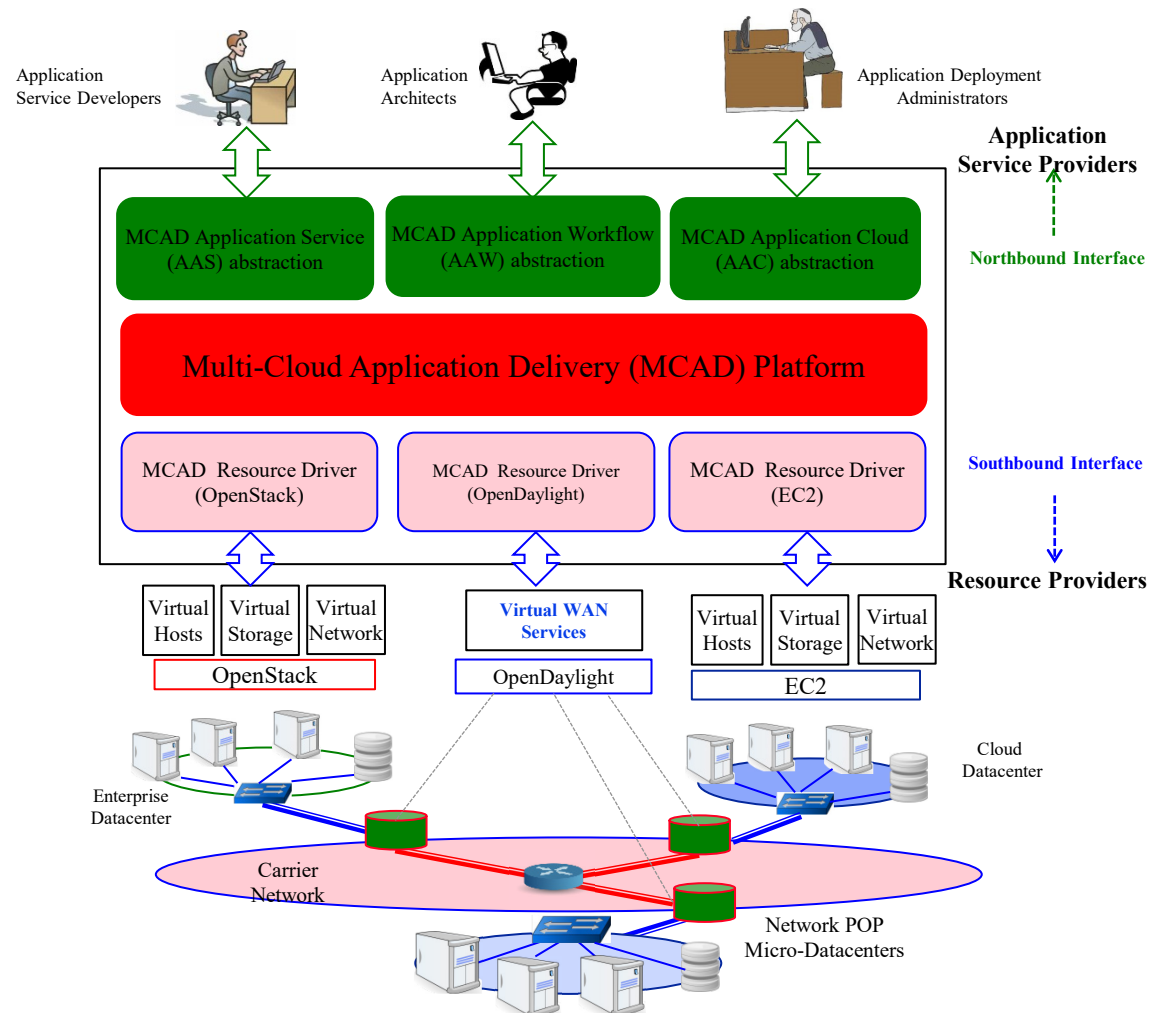 Application
Service Developers
Application
Architects
Application Deployment
Administrators
Application
Service Providers
MCAD Application Service
(AAS) abstraction
MCAD Application Workflow
(AAW) abstraction
MCAD Application Cloud
(AAC) abstraction
Northbound Interface
Multi-Cloud Application Delivery (MCAD) Platform
MCAD Resource Driver
(OpenStack)
MCAD Resource Driver
(OpenDaylight)
MCAD Resource Driver
(EC2)
Southbound Interface
Resource Providers
Virtual
Hosts
Virtual
Storage
Virtual
Network
OpenStack
Virtual WAN
Services
OpenDaylight
Virtual
Hosts
Virtual
Storage
Virtual
Network
EC2
Enterprise
Datacenter
Cloud
Datacenter
Carrier
Network
Network POP
Micro-Datacenters